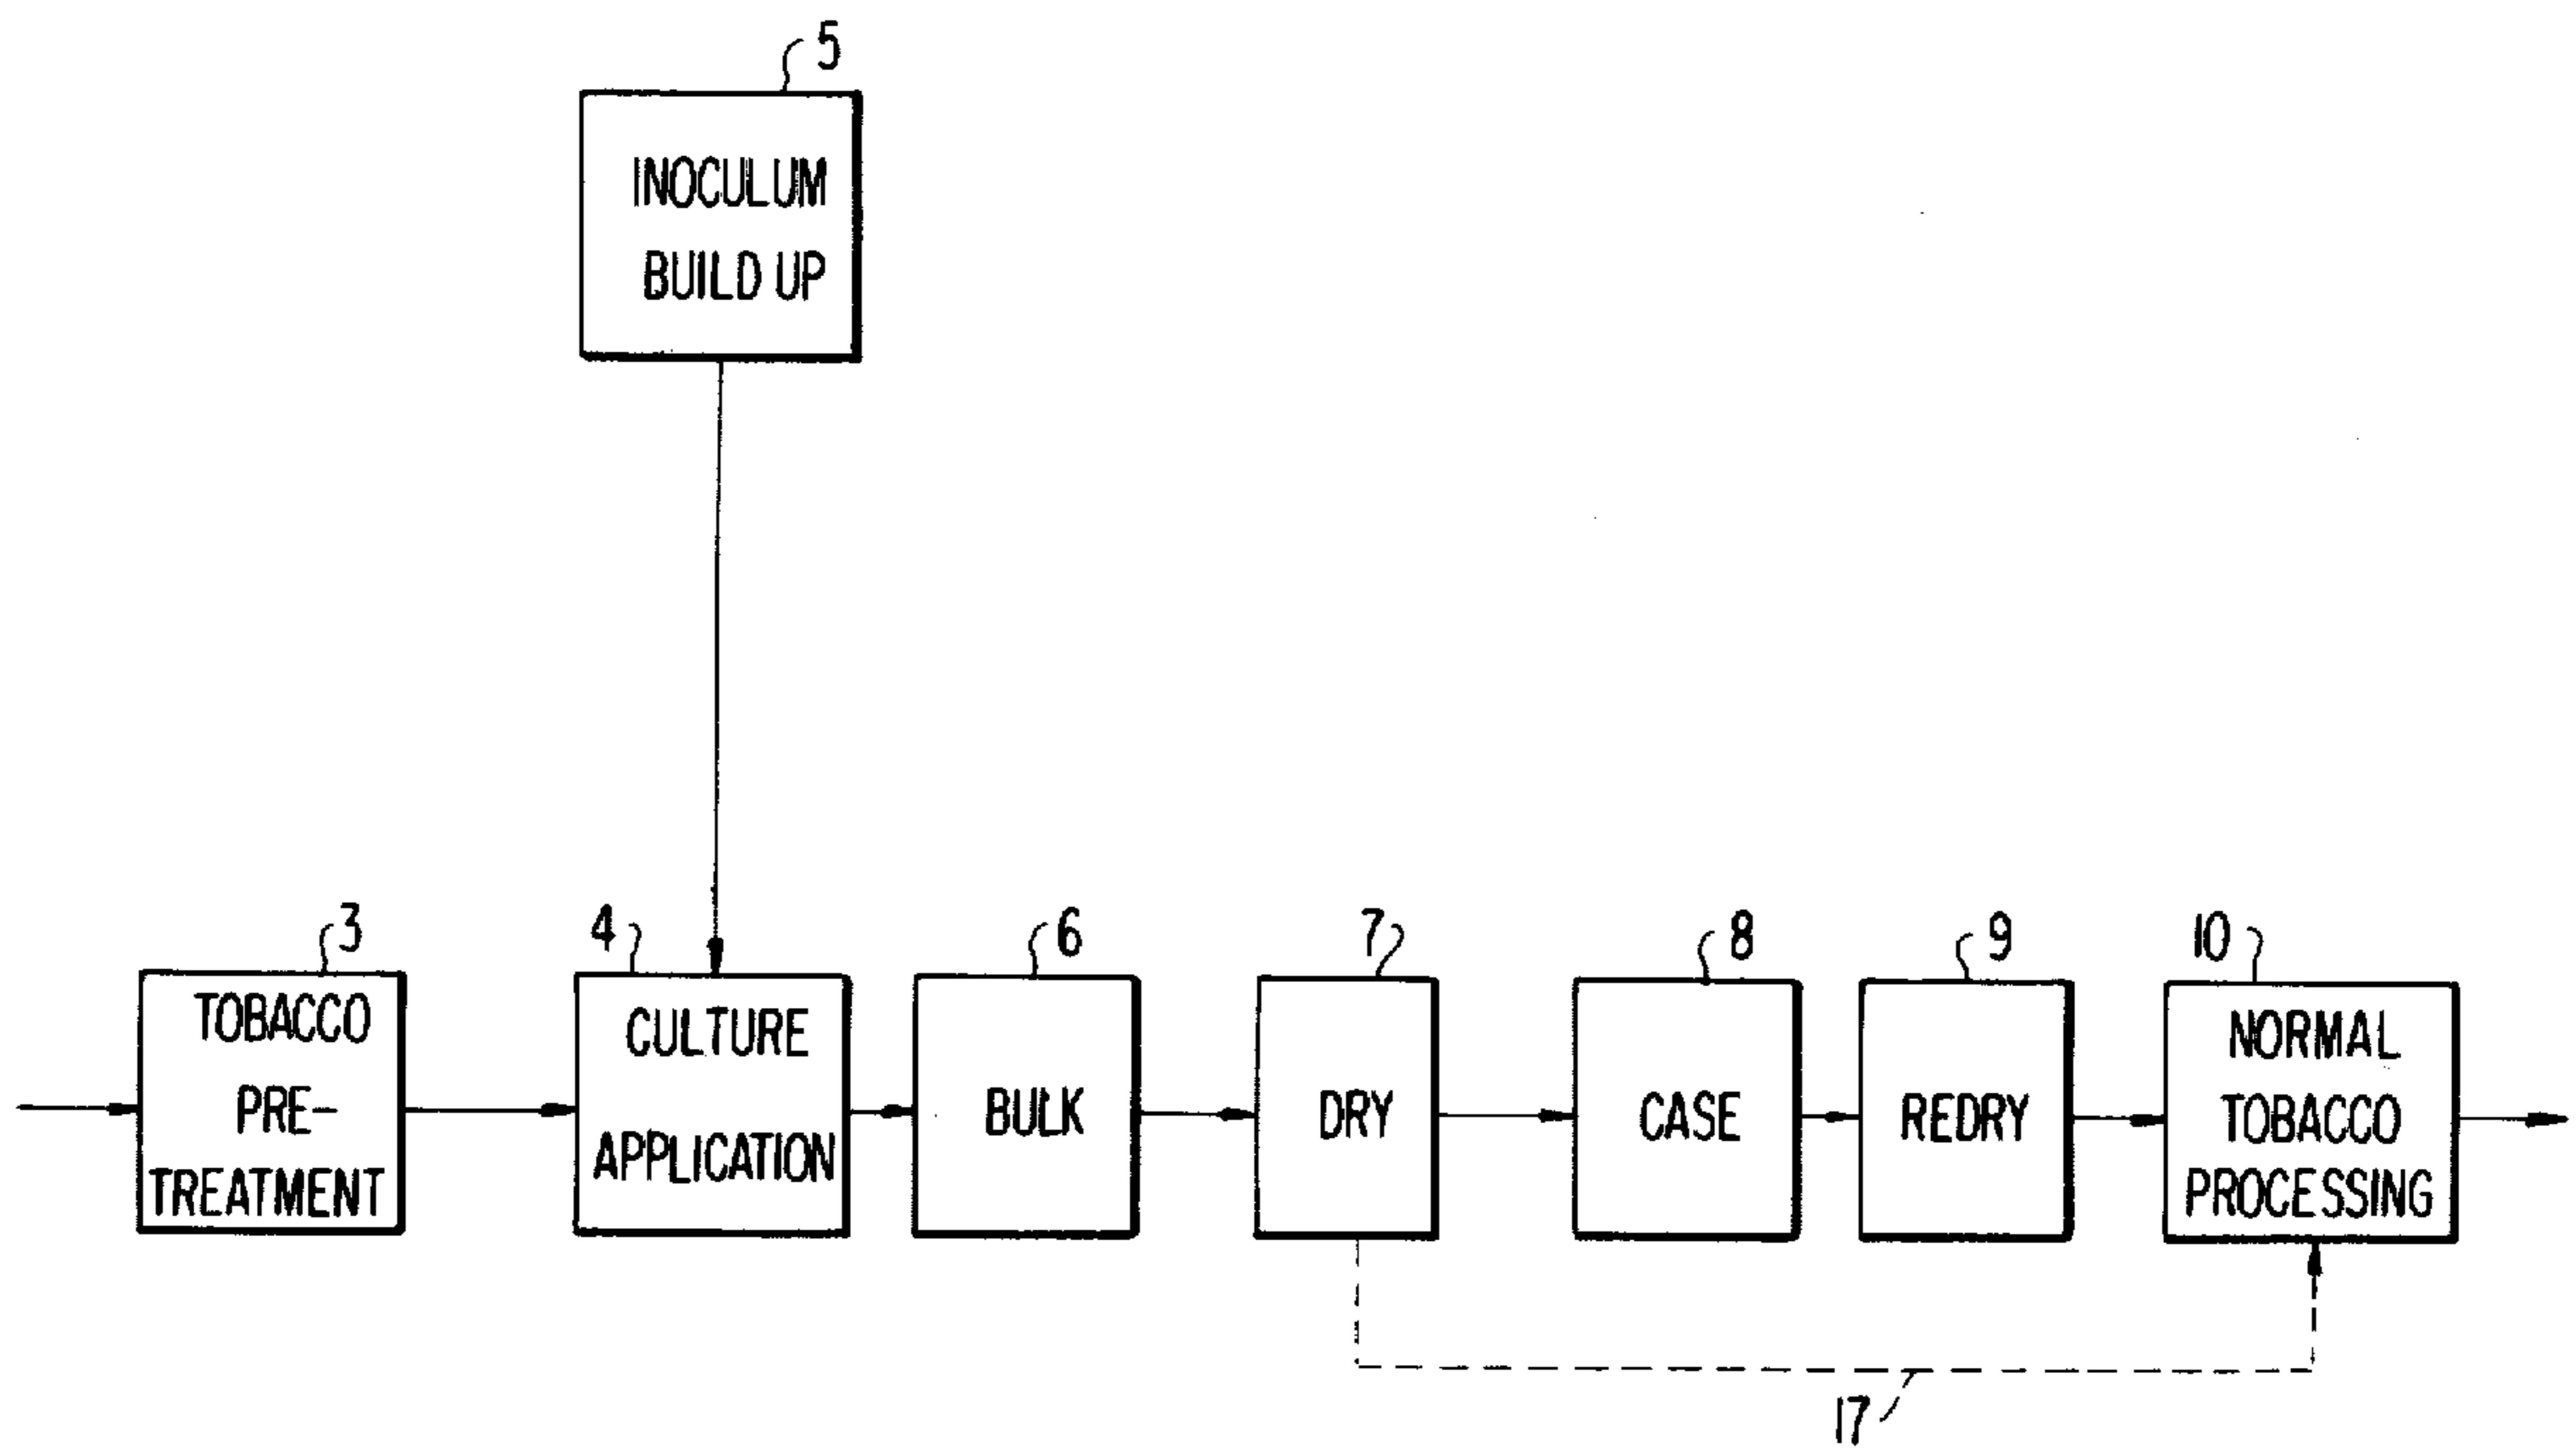 5
INOCULUM
BUILD UP
3
TOBACCO
PRE-
TREATMENT
4
CULTURE
APPLICATION
6
BULK
7
DRY
8
CASE
9
REDRY
10
NORMAL
TOBACCO
PROCESSING
17